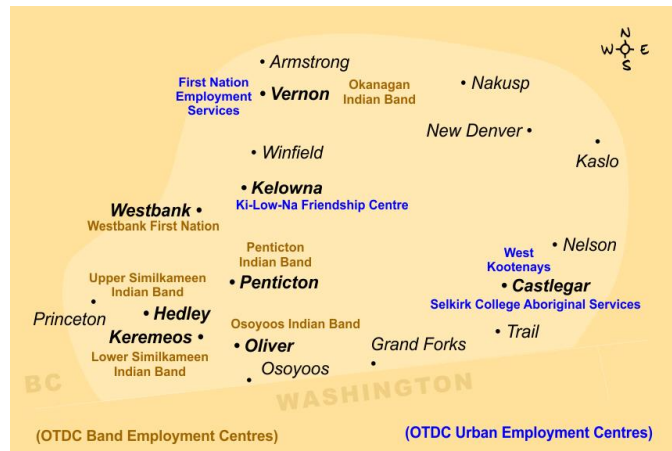 N
W E
S
Armstrong
First Nation
Employment
Services
Vernon
Okanagan
Indian Band
Nakusp
New Denver
Kaslo
Winfield
Kelowna
Ki-Low-Na Friendship Centre
Westbank
Westbank First Nation
Penticton
Indian Band
Penticton
Nelson
West
Kootenays
Castlegar
Selkirk College Aboriginal Services
Upper Similkameen
Indian Band
Princeton
Hedley
Keremeos
Lower Similkameen
Indian Band
Osoyoos Indian Band
Oliver
Osoyoos
Grand Forks
Trail
BC
WASHINGTON
(OTDC Band Employment Centres)
(OTDC Urban Employment Centres)